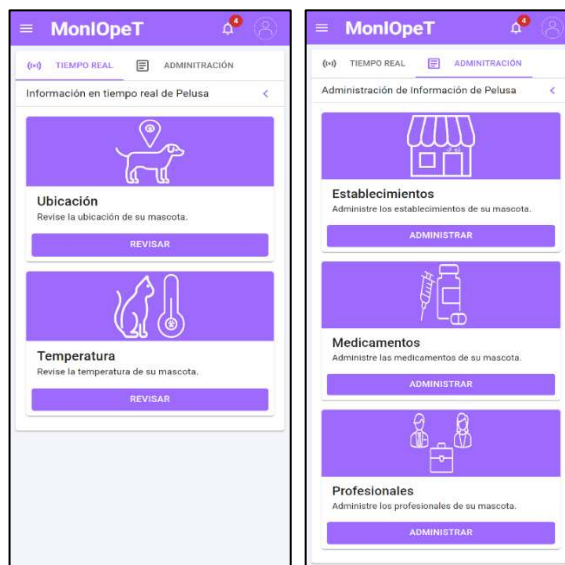 MonIOpeT
4
TIEMPO REAL
ADMINITRACIÓN
Información en tiempo real de Pelusa
Ubicación
Revise la ubicación de su mascota.
REVISAR
Temperatura
Revise la temperatura de su mascota.
REVISAR
MonIOpeT
4
TIEMPO REAL
ADMINISTRACIÓN
Administración de Información de Pelusa
Establecimientos
Administre los establecimientos de su mascota.
ADMINISTRAR
Medicamentos
Administre las medicamentos de su mascota.
ADMINISTRAR
Profesionales
Administre los profesionales de su mascota.
ADMINISTRAR